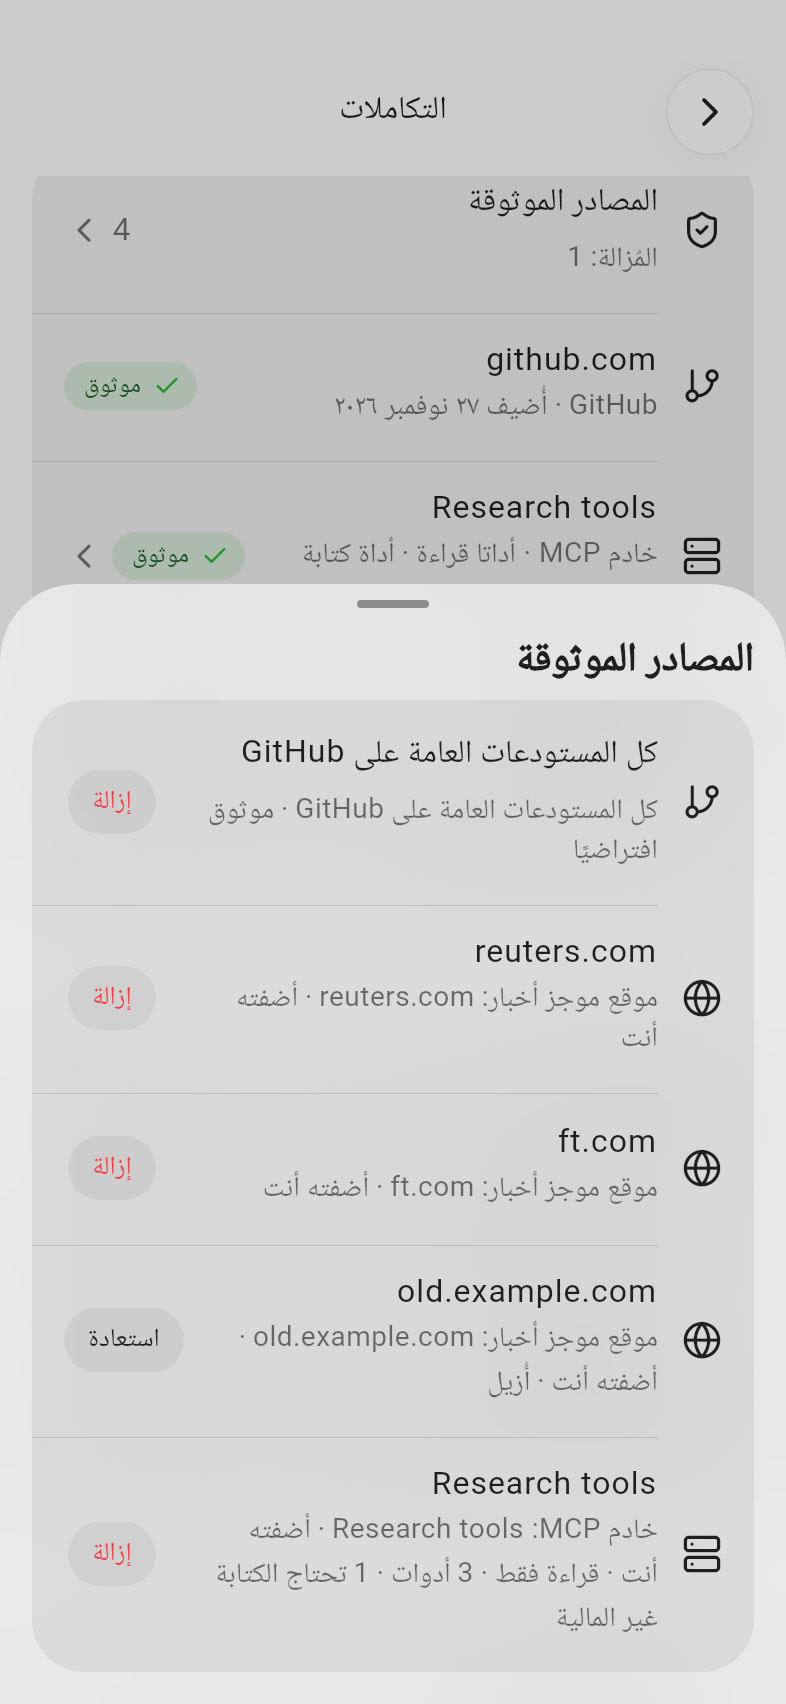 التكاملات
المصادر الموثوقة
المُزالة: 1
4
github.com
GitHub · أضيف ٢٧ نوفمبر ٢٠٢٦
موثوق
Research tools
خادم MCP · أداتا قراءة · أداة كتابة
موثوق
المصادر الموثوقة
كل المستودعات العامة على GitHub
كل المستودعات العامة على GitHub · موثوق
افتراضيًا
إزالة
reuters.com
موقع موجز أخبار: reuters.com · أضفته
أنت
إزالة
ft.com
موقع موجز أخبار: ft.com · أضفته أنت
إزالة
old.example.com
موقع موجز أخبار: old.example.com ·
أضفته أنت · أُزيل
استعادة
Research tools
خادم MCP: Research tools · أضفته
أنت · قراءة فقط · 3 أدوات · 1 تحتاج الكتابة
غير المالية
إزالة